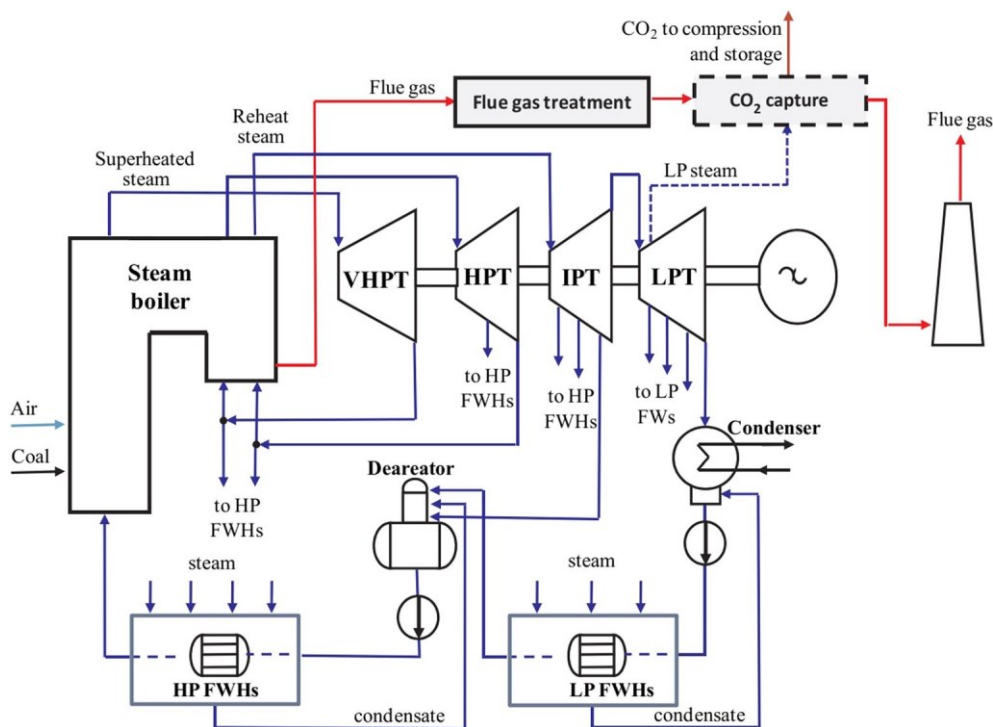 CO₂ to compression
and storage
Flue gas
Flue gas treatment
CO₂ capture
Flue gas
Reheat
steam
Superheated
steam
LP steam
Steam
boiler
VHPT
HPT
IPT
LPT
~
to HP
FWHs
to HP
FWHs
to LP
FWs
Air
Coal
Condenser
Deareator
to HP
FWHs
steam
steam
HP FWHs
LP FWHs
condensate
condensate